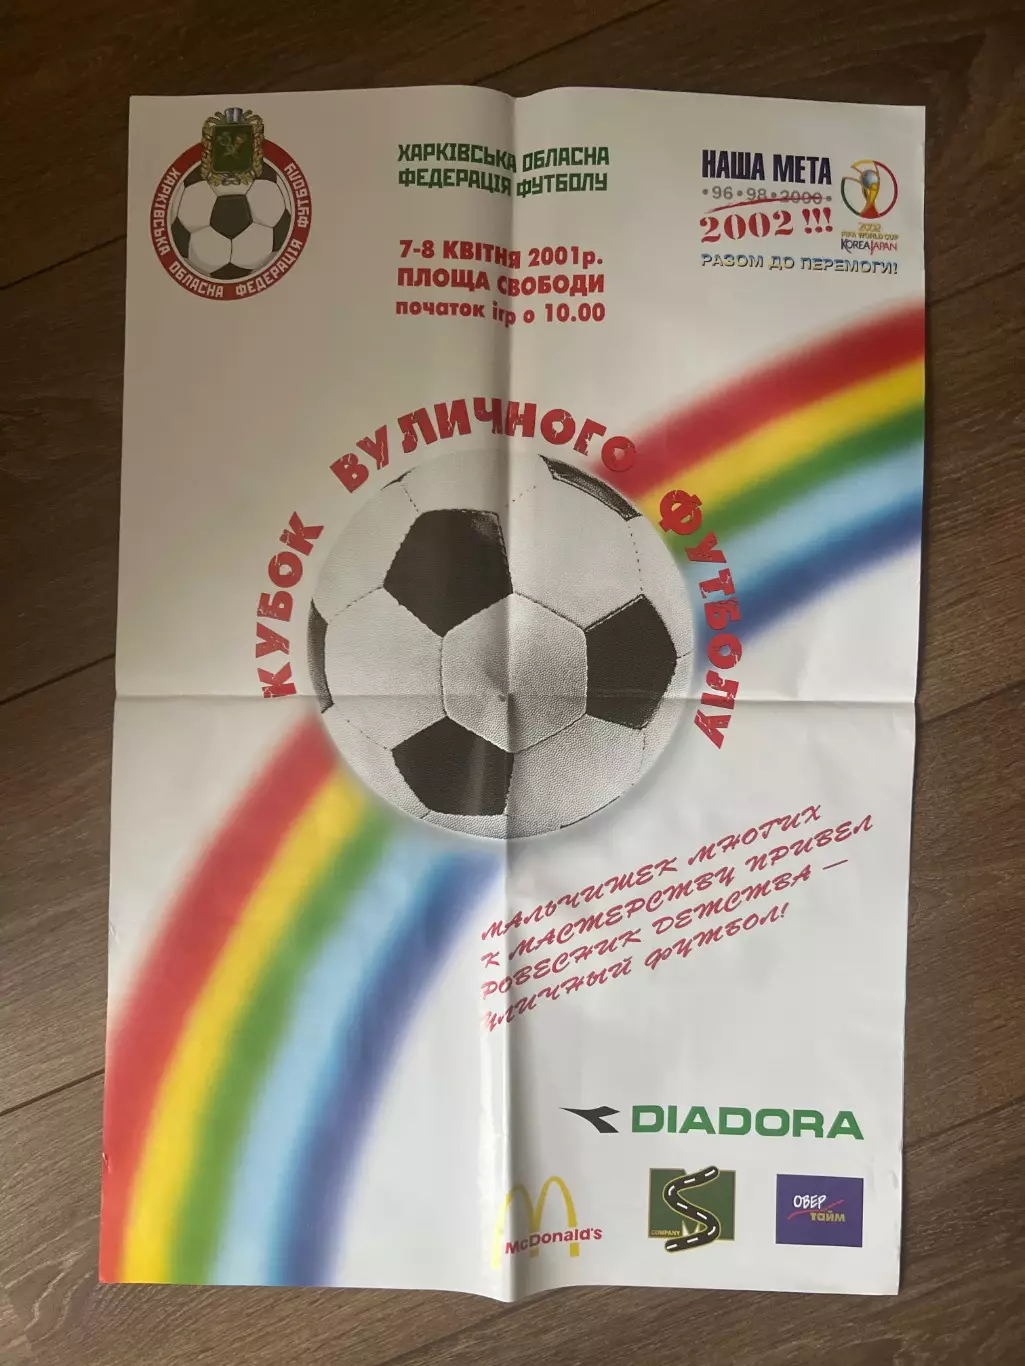 ХАРКІВСЬКА ОБЛАСНА ФЕДЕРАЦІЯ ФУТБОЛУ
ХАРКІВСЬКА ОБЛАСНА
ФЕДЕРАЦІЯ ФУТБОЛУ
7-8 КВІТНЯ 2001р.
ПЛОЩА СВОБОДИ
початок ігр о 10.00
НАША МЕТА
•96•98•2000•
2002 !!!
РАЗОМ ДО ПЕРЕМОГИ!
2002
FIFA WORLD CUP
KOREA JAPAN
КУБОК ВУЛИЧНОГО ФУТБОЛУ
МАЛЬЧИШЕК МНОГИХ
К МАСТЕРСТВУ ПРИВЕЛ
РОВЕСНИК ДЕТСТВА —
УЛИЧНЫЙ ФУТБОЛ!
DIADORA
McDonald's
COMPANY
ОВЕР
тайм